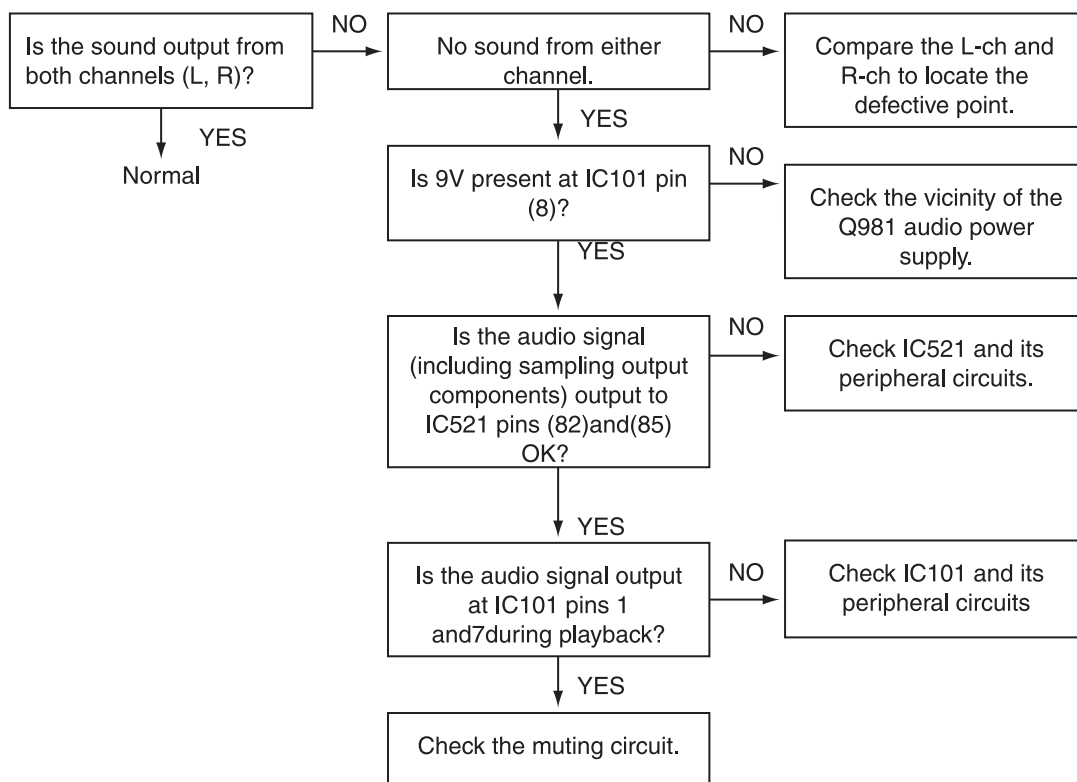 Is the sound output from
both channels (L, R)?
NO
No sound from either
channel.
NO
Compare the L-ch and
R-ch to locate the
defective point.
YES
Normal
YES
Is 9V present at IC101 pin
(8)?
NO
Check the vicinity of the
Q981 audio power
supply.
YES
Is the audio signal
(including sampling output
components) output to
IC521 pins (82)and(85)
OK?
NO
Check IC521 and its
peripheral circuits.
YES
Is the audio signal output
at IC101 pins 1
and7during playback?
NO
Check IC101 and its
peripheral circuits
YES
Check the muting circuit.